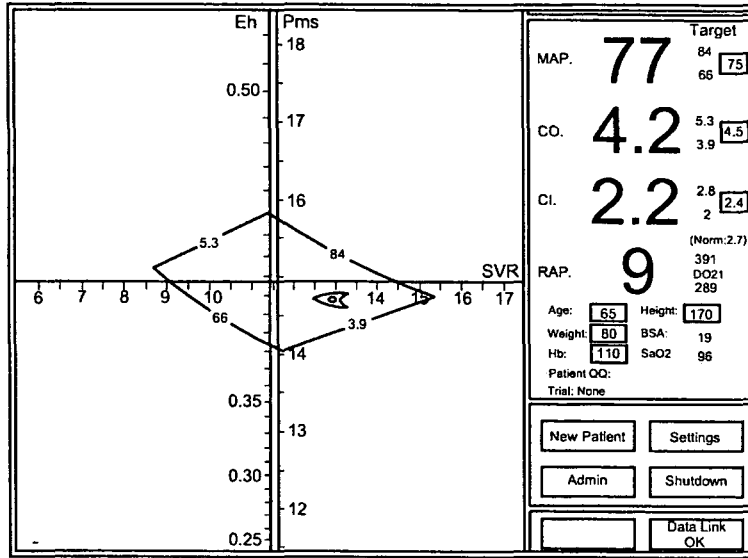 Eh Pms
18
0.50
17
16
5.3
84
SVR
6 7 8 9 10 11 12 14 15 16 17
66
3.9
14
0.35
13
0.30
12
0.25
Target
MAP. 77 84 66 75
CO. 4.2 5.3 3.9 4.5
CI. 2.2 2.8 2 2.4
(Norm:2.7)
RAP. 9 391
DO21
289
Age: 65 Height: 170
Weight: 80 BSA: 19
Hb: 110 SaO2 96
Patient QQ:
Trial: None
New Patient Settings
Admin Shutdown
Data Link
OK